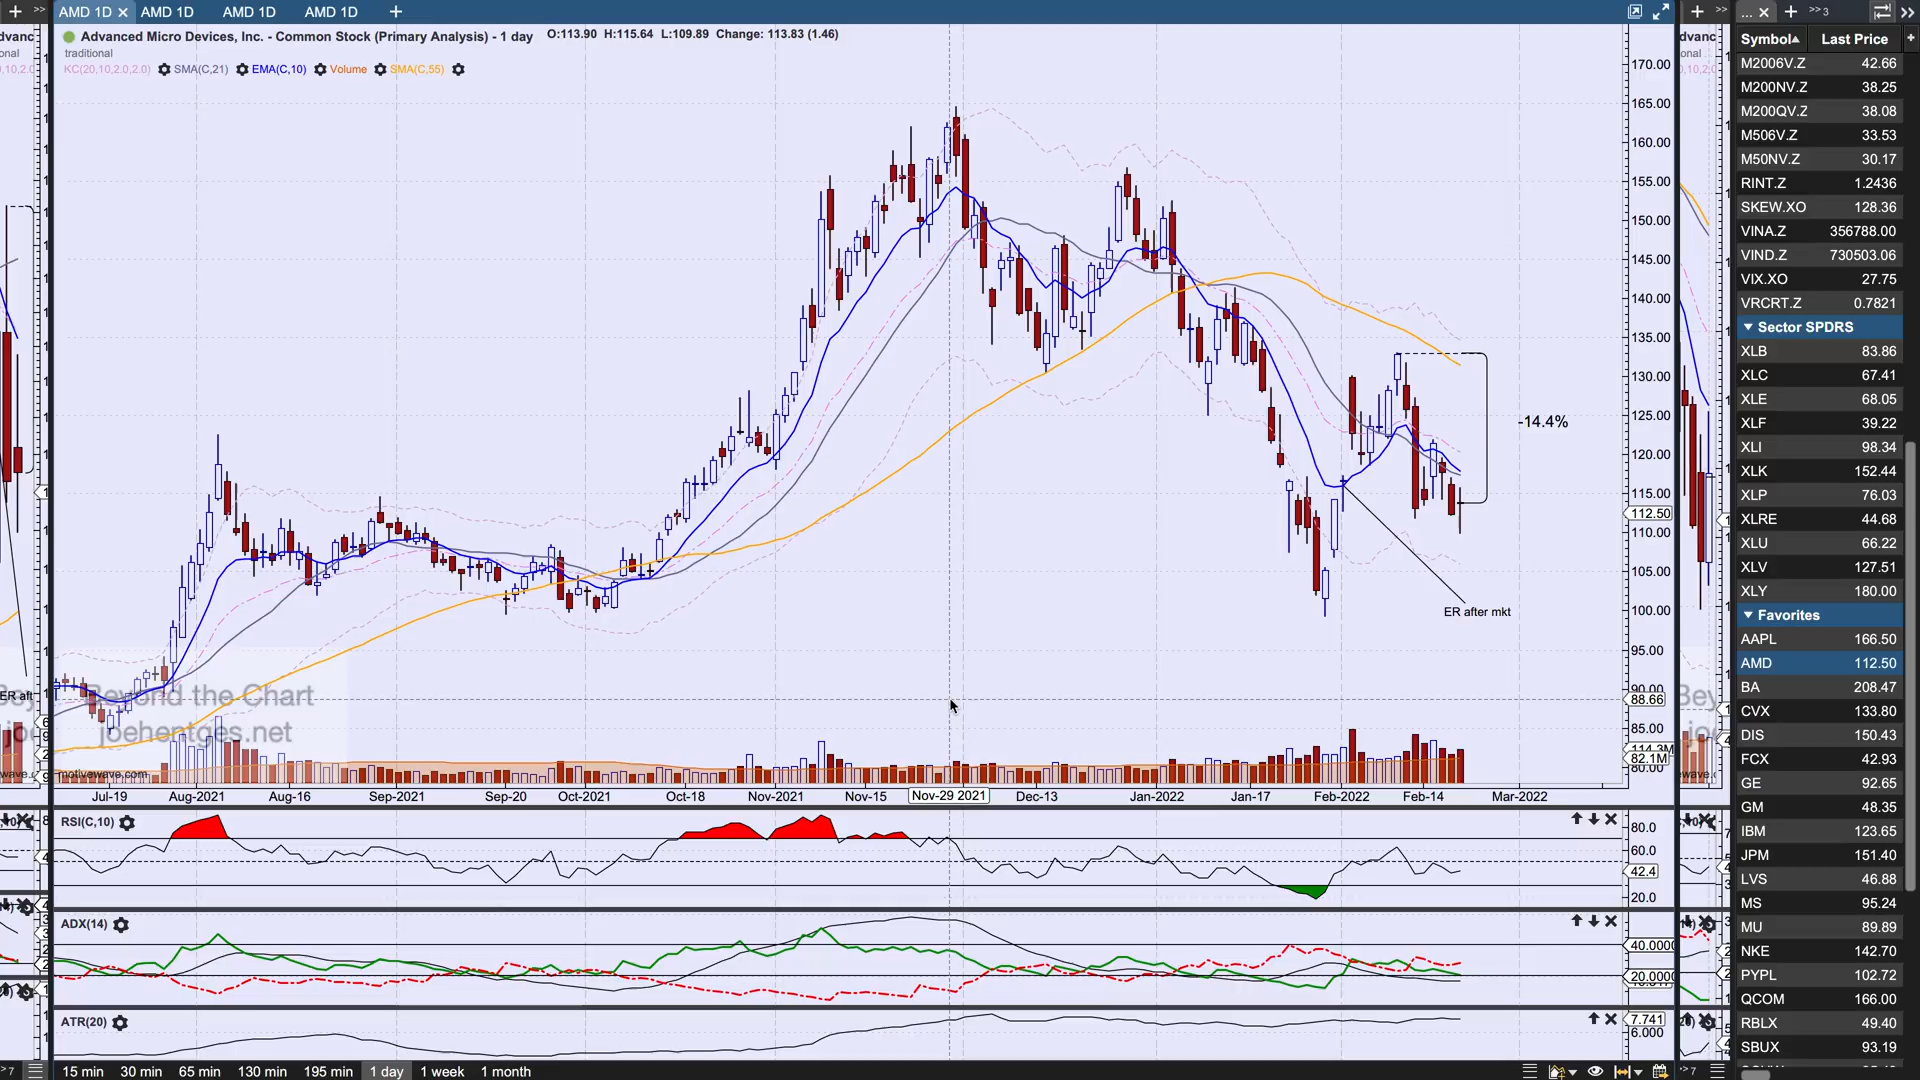 AMD 1D
AMD 1D
AMD 1D
AMD 1D
Advanced Micro Devices, Inc. - Common Stock (Primary Analysis) - 1 day O:113.90 H:115.64 L:109.89 Change: 113.83 (1.46)
traditional
KC(20,10,2.0,2.0) SMA(C,21) EMA(C,10) Volume SMA(C,55)
170.00
165.00
160.00
155.00
150.00
145.00
140.00
135.00
130.00
125.00
120.00
115.00
112.50
110.00
105.00
100.00
95.00
90.00
88.66
85.00
114.3M
82.1M
80.00
-14.4%
ER after mkt
Beyond the Chart
joehentges.net
motivewave.com
Jul-19 Aug-2021 Aug-16 Sep-2021 Sep-20 Oct-2021 Oct-18 Nov-2021 Nov-15 Nov-29 2021 Dec-13 Jan-2022 Jan-17 Feb-2022 Feb-14 Mar-2022
RSI(C,10)
80.0
60.0
42.4
20.0
ADX(14)
40.0000
20.0000
ATR(20)
7.741
6.000
15 min 30 min 65 min 130 min 195 min 1 day 1 week 1 month
Symbol Last Price
M2006V.Z 42.66
M200NV.Z 38.25
M200QV.Z 38.08
M506V.Z 33.53
M50NV.Z 30.17
RINT.Z 1.2436
SKEW.XO 128.36
VINA.Z 356788.00
VIND.Z 730503.06
VIX.XO 27.75
VRCRT.Z 0.7821
Sector SPDRS
XLB 83.86
XLC 67.41
XLE 68.05
XLF 39.22
XLI 98.34
XLK 152.44
XLP 76.03
XLRE 44.68
XLU 66.22
XLV 127.51
XLY 180.00
Favorites
AAPL 166.50
AMD 112.50
BA 208.47
CVX 133.80
DIS 150.43
FCX 42.93
GE 92.65
GM 48.35
IBM 123.65
JPM 151.40
LVS 46.88
MS 95.24
MU 89.89
NKE 142.70
PYPL 102.72
QCOM 166.00
RBLX 49.40
SBUX 93.19